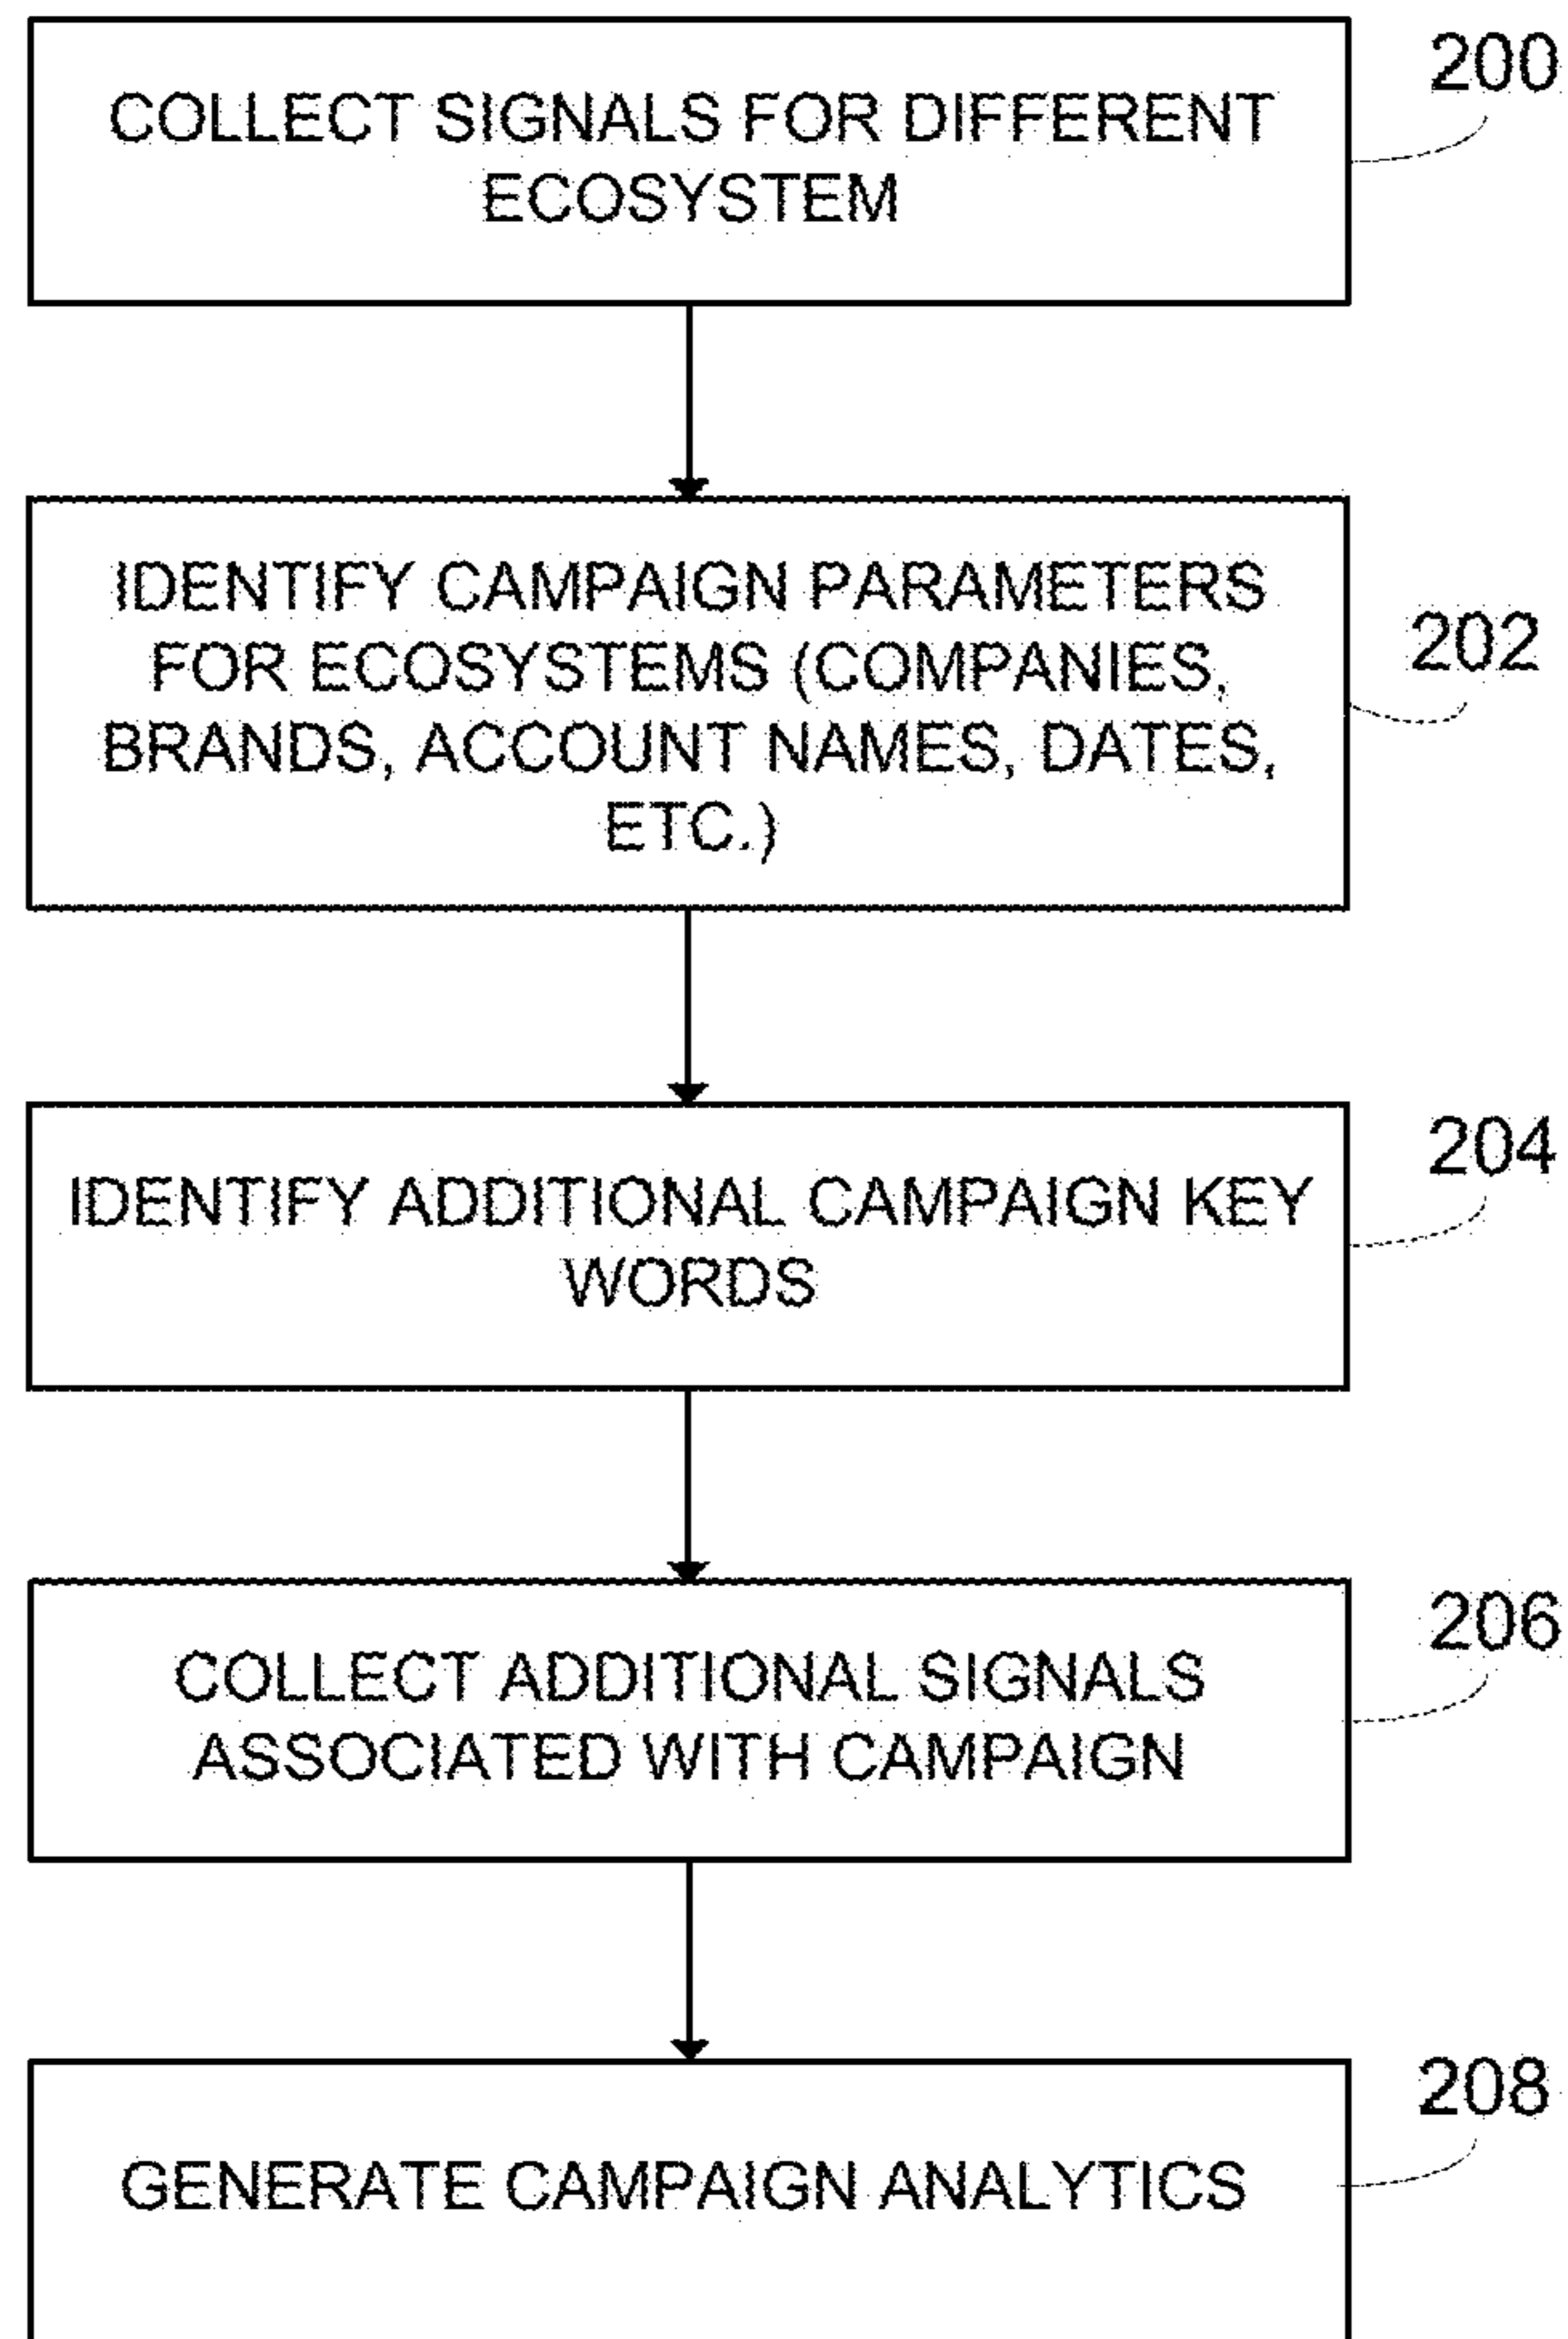 COLLECT SIGNALS FOR DIFFERENT
ECOSYSTEM
200
IDENTIFY CAMPAIGN PARAMETERS
FOR ECOSYSTEMS (COMPANIES,
BRANDS, ACCOUNT NAMES, DATES,
ETC.)
202
IDENTIFY ADDITIONAL CAMPAIGN KEY
WORDS
204
COLLECT ADDITIONAL SIGNALS
ASSOCIATED WITH CAMPAIGN
206
GENERATE CAMPAIGN ANALYTICS
208